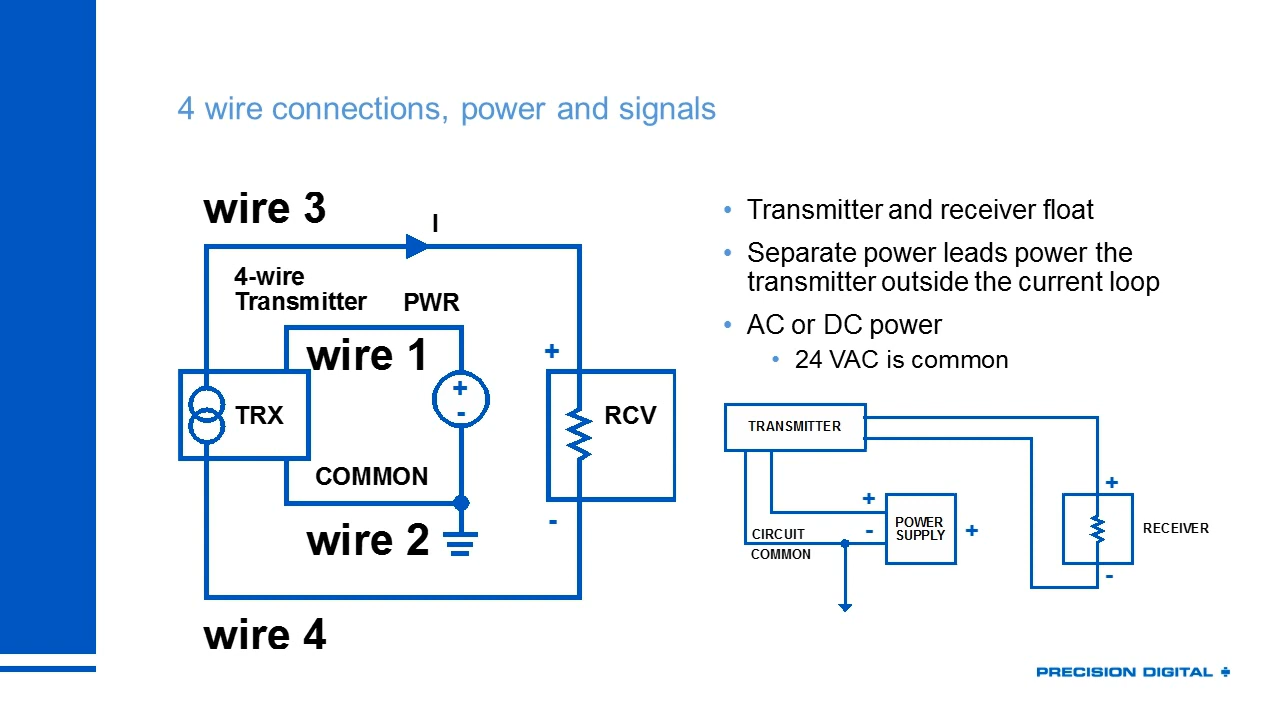 4 wire connections, power and signals
wire 3
I
4-wire
Transmitter
PWR
wire 1
+
+
-
TRX
RCV
COMMON
-
wire 2
wire 4
• Transmitter and receiver float
• Separate power leads power the
transmitter outside the current loop
• AC or DC power
• 24 VAC is common
TRANSMITTER
+
+
POWER
SUPPLY
-
+
CIRCUIT
COMMON
RECEIVER
-
PRECISION DIGITAL +